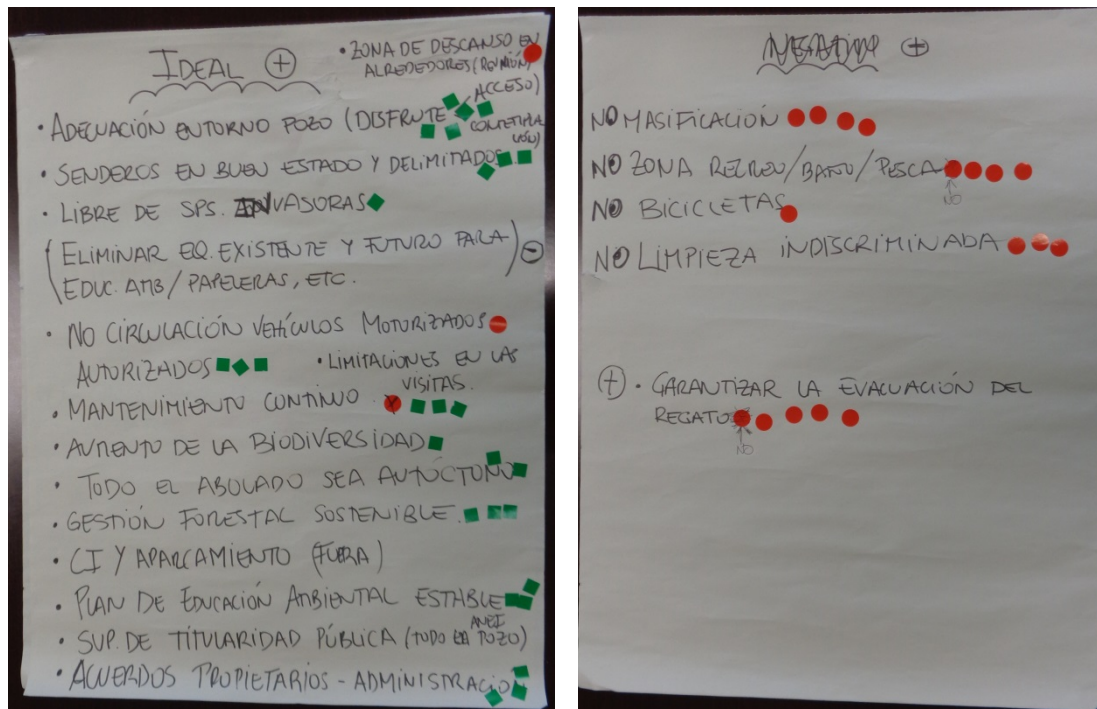 IDEAL +
• ZONA DE DESCANSO EN
ALREDEDORES (REUNIÓN,
ACCESO)
• ADECUACIÓN ENTORNO POZO (DISFRUTE
CONTEMPLA
CIÓN)
• SENDEROS EN BUEN ESTADO Y DELIMITADOS
• LIBRE DE SPS. INVASORAS
(ELIMINAR EQ. EXISTENTE Y FUTURO PARA
EDUC. AMB/ PAPELERAS, ETC.) -
• NO CIRCULACIÓN VEHÍCULOS MOTORIZADOS
AUTORIZADOS
• LIMITACIONES EN LAS
VISITAS.
• MANTENIMIENTO CONTINUO
• AUMENTO DE LA BIODIVERSIDAD
• TODO EL ABOLADO SEA AUTÓCTONO
• GESTIÓN FORESTAL SOSTENIBLE.
• CI Y APARCAMIENTO (FUERA)
• PLAN DE EDUCACIÓN AMBIENTAL ESTABLE
• SUP. DE TITULARIDAD PÚBLICA (TODO POZO)
ANEI
• ACUERDOS PROPIETARIOS - ADMINISTRACIÓN
NEGATIVO +
NO MASIFICACIÓN
NO ZONA RECREO/BAÑO/PESCA
NO
NO BICICLETAS
NO LIMPIEZA INDISCRIMINADA
+ • GARANTIZAR LA EVACUACIÓN DEL
REGATO
NO